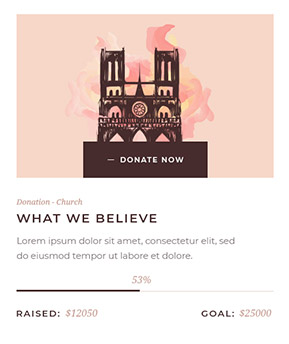 — DONATE NOW
Donation - Church
WHAT WE BELIEVE
Lorem ipsum dolor sit amet, consectetur elit, sed
do eiusmod tempor ut labore et dolore.
53%
RAISED: $12050 GOAL: $25000